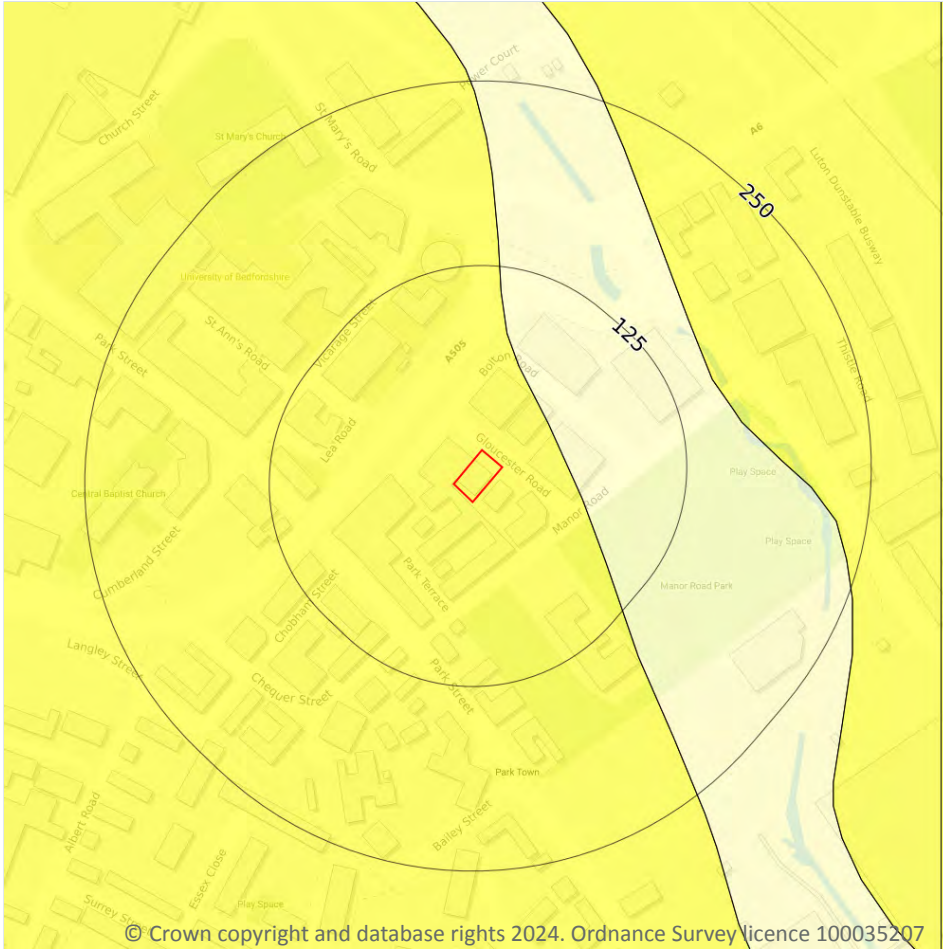 Power Court
Church Street
St Mary's Church
St Mary's Road
A6
Luton Dunstable Busway
250
University of Bedfordshire
St Ann's Road
Vicarage Street
125
Park Street
A505
Bolton Road
Thistle Road
Lea Road
Gloucester Road
Play Space
Central Baptist Church
Manor Road
Play Space
Cumberland Street
Park Terrace
Manor Road Park
Chobham Street
Langley Street
Chequer Street
Park Street
Park Town
Albert Road
Bailey Street
Essex Close
Play Space
Surrey Street
© Crown copyright and database rights 2024. Ordnance Survey licence 100035207